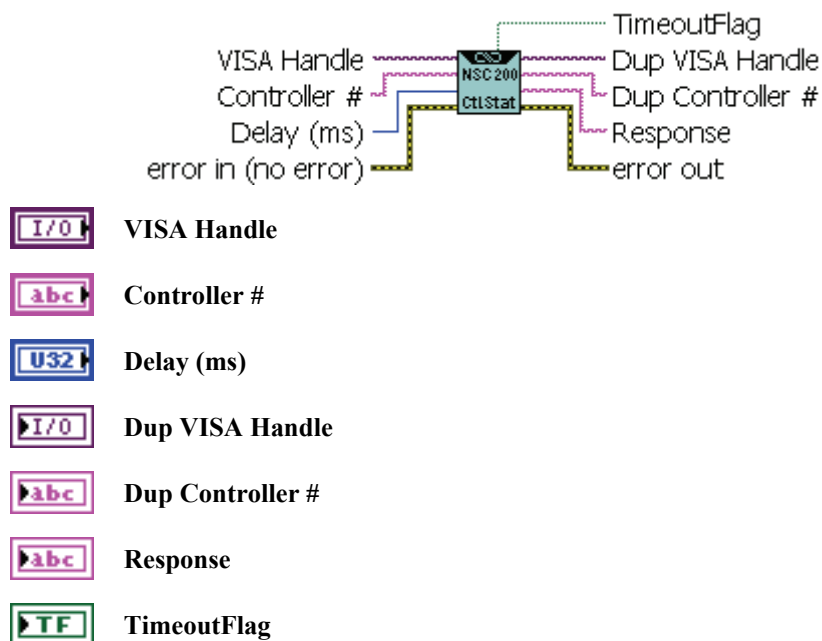 TimeoutFlag
VISA Handle
Dup VISA Handle
NSC200
Controller #
Dup Controller #
CtlStat
Delay (ms)
Response
error in (no error)
error out
I/O VISA Handle
abc Controller #
U32 Delay (ms)
I/O Dup VISA Handle
abc Dup Controller #
abc Response
TF TimeoutFlag